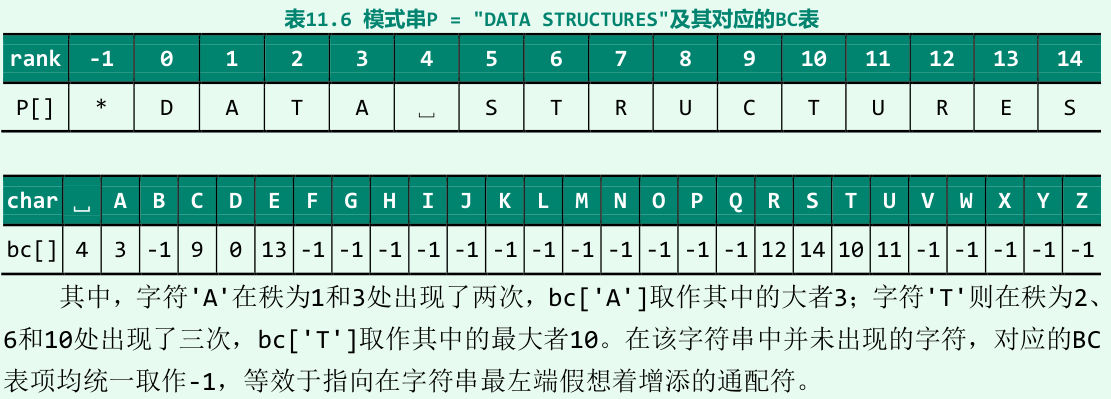 表11.6 模式串P = "DATA STRUCTURES"及其对应的BC表
rank -1 0 1 2 3 4 5 6 7 8 9 10 11 12 13 14
P[] * D A T A ␣ S T R U C T U R E S
char ␣ A B C D E F G H I J K L M N O P Q R S T U V W X Y Z
bc[] 4 3 -1 9 0 13 -1 -1 -1 -1 -1 -1 -1 -1 -1 -1 -1 -1 12 14 10 11 -1 -1 -1 -1 -1
其中，字符'A'在秩为1和3处出现了两次，bc['A']取作其中的大者3；字符'T'则在秩为2、
6和10处出现了三次，bc['T']取作其中的最大者10。在该字符串中并未出现的字符，对应的BC
表项均统一取作-1，等效于指向在字符串最左端假想着增添的通配符。